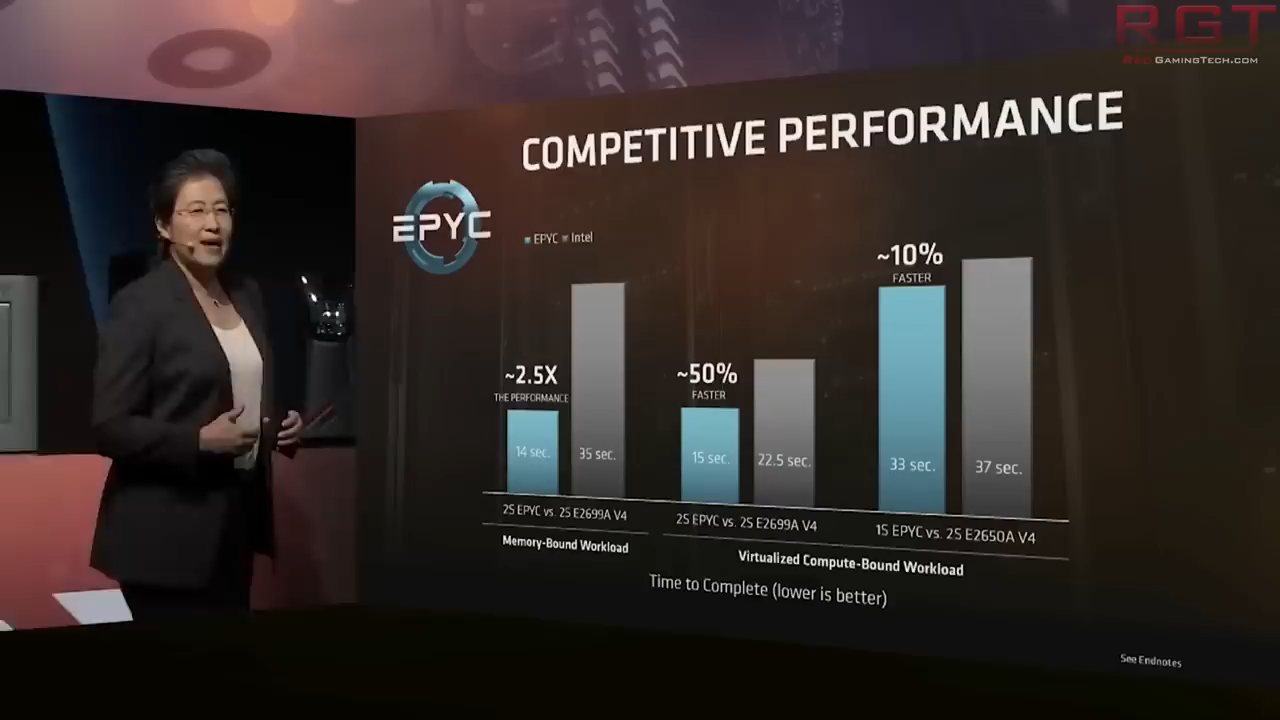 RGT
REDGAMINGTECH.COM
COMPETITIVE PERFORMANCE
EPYC
EPYC Intel
~2.5X
THE PERFORMANCE
14 sec.
35 sec.
~50%
FASTER
15 sec.
22.5 sec.
~10%
FASTER
33 sec.
37 sec.
2S EPYC vs. 2S E2699A V4
2S EPYC vs. 2S E2699A V4
1S EPYC vs. 2S E2650A V4
Memory-Bound Workload
Virtualized Compute-Bound Workload
Time to Complete (lower is better)
See Endnotes